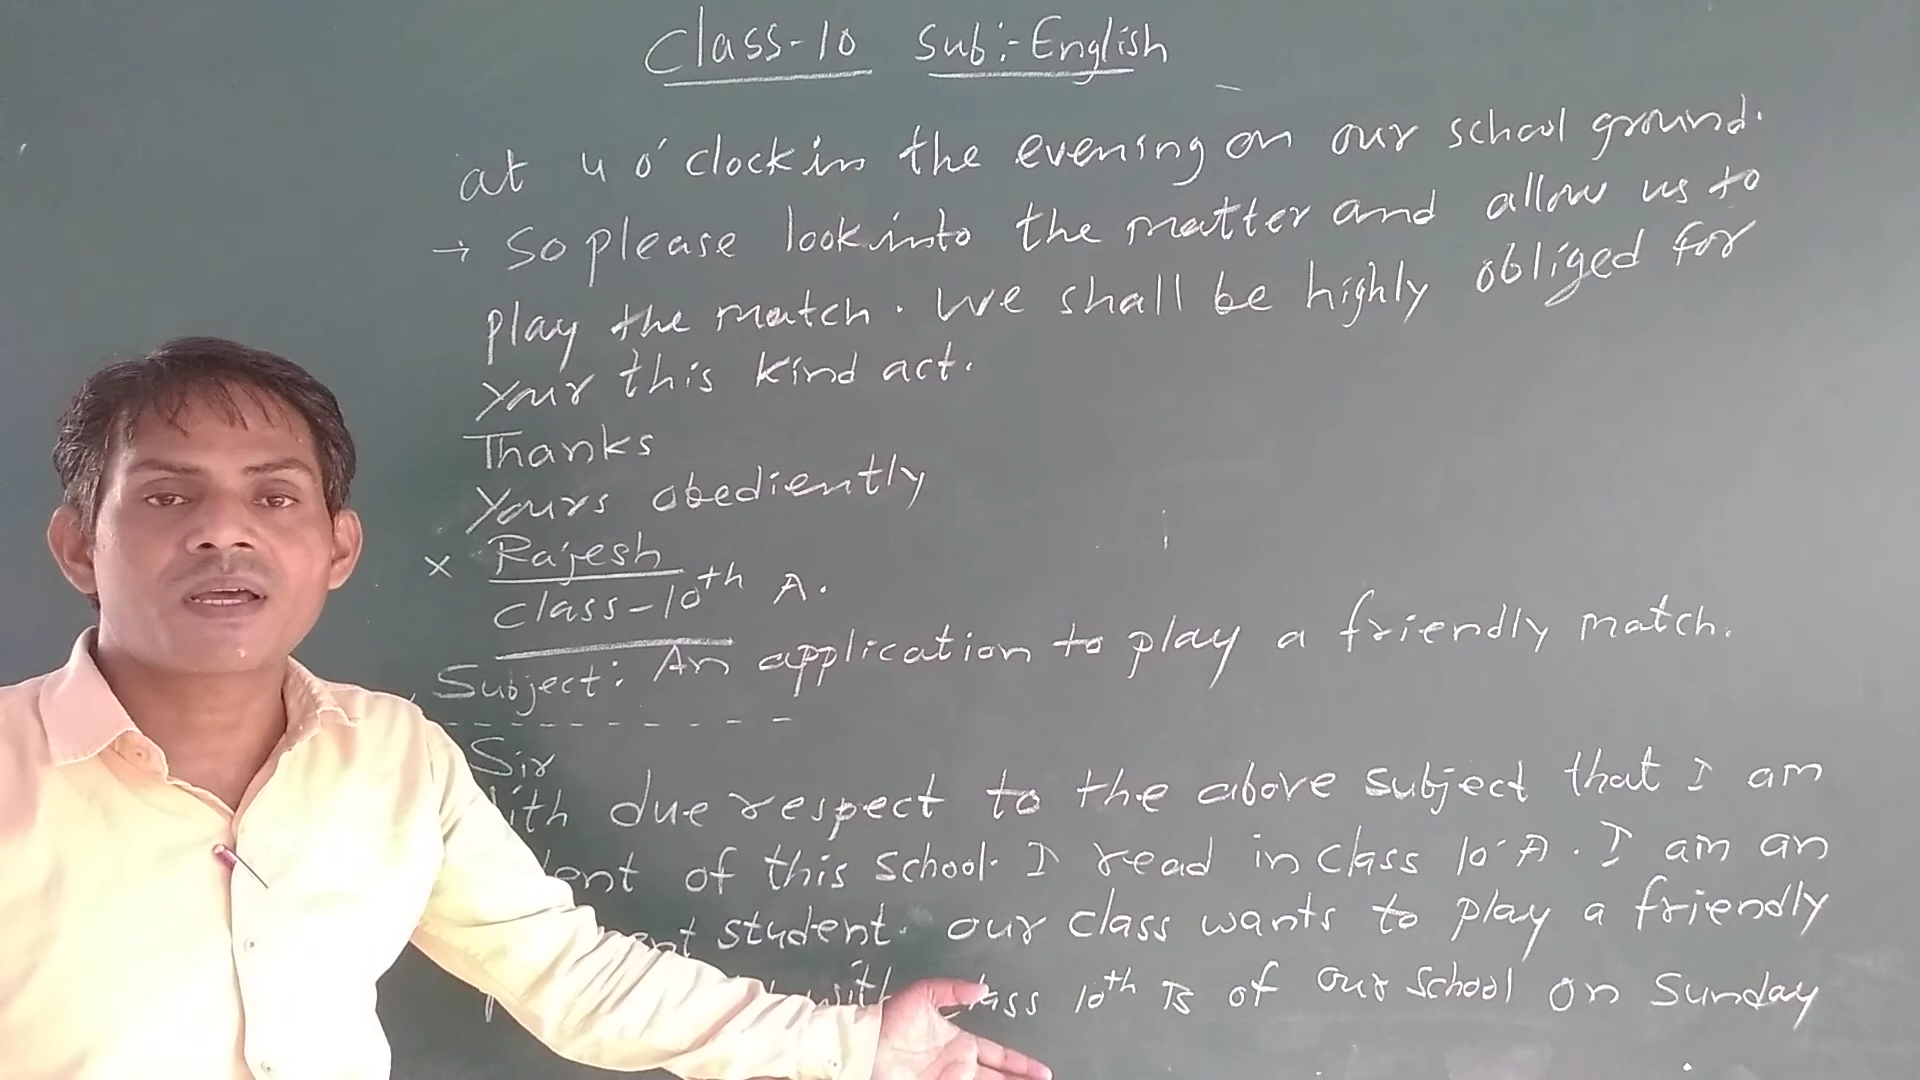 Class-10 Sub:-English
at 4 o'clock in the evening on our school ground.
→ So please look into the matter and allow us to
play the match. We shall be highly obliged for
your this kind act.
Thanks
Yours obediently
x Rajesh
class-10th A.
Subject: An application to play a friendly match.
Sir
ith due respect to the above subject that I am
ent of this school. I read in class 10 A. I am an
ent student. our class wants to play a friendly
with class 10th B of our school on Sunday